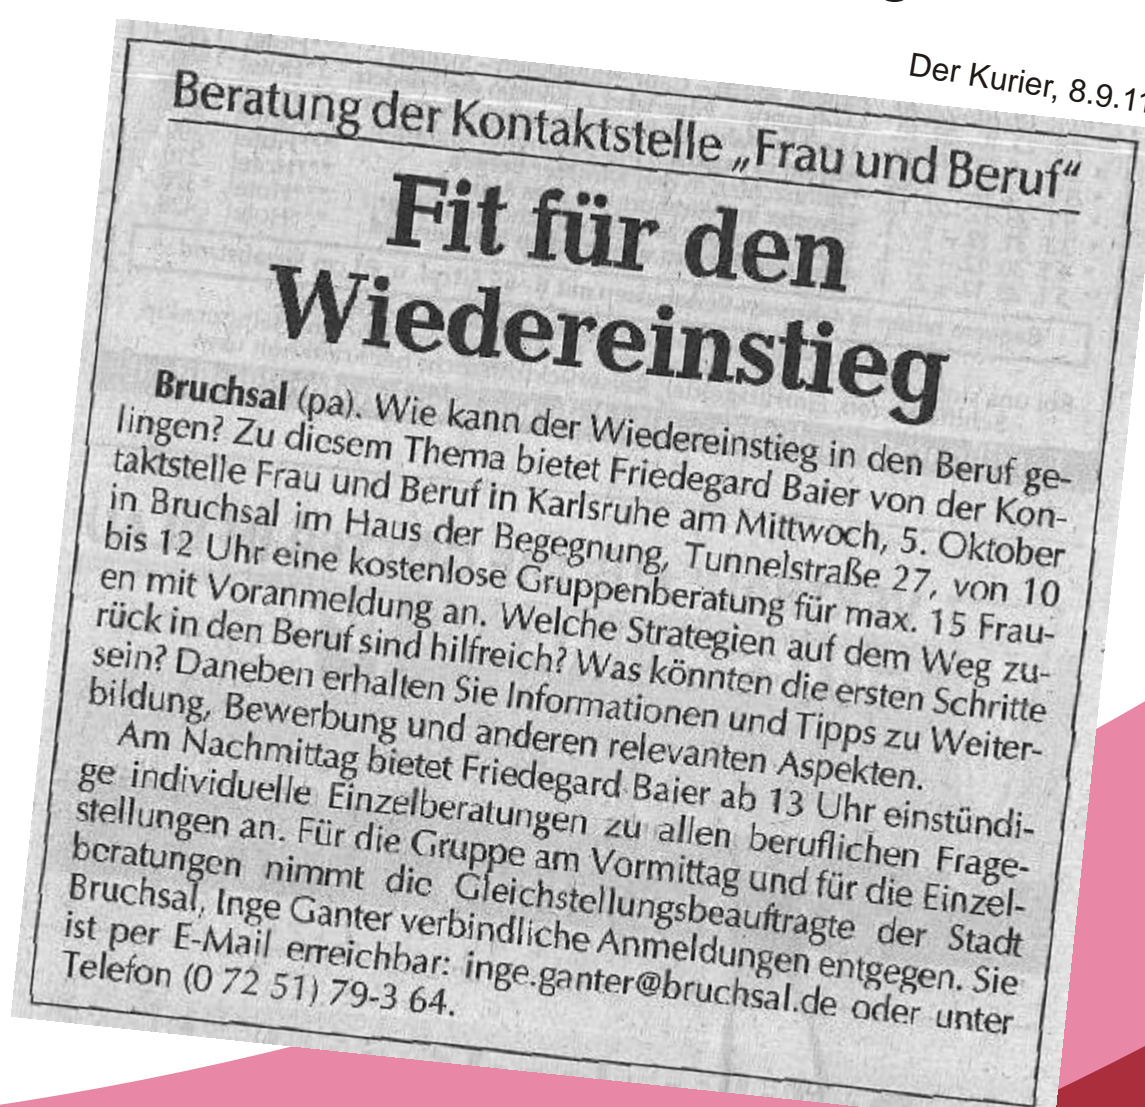 Der Kurier, 8.9.11
Beratung der Kontaktstelle „Frau und Beruf“
Fit für den
Wiedereinstieg
Bruchsal (pa). Wie kann der Wiedereinstieg in den Beruf ge-
lingen? Zu diesem Thema bietet Friedegard Baier von der Kon-
taktstelle Frau und Beruf in Karlsruhe am Mittwoch, 5. Oktober
in Bruchsal im Haus der Begegnung, Tunnelstraße 27, von 10
bis 12 Uhr eine kostenlose Gruppenberatung für max. 15 Frau-
en mit Voranmeldung an. Welche Strategien auf dem Weg zu-
rück in den Beruf sind hilfreich? Was könnten die ersten Schritte
sein? Daneben erhalten Sie Informationen und Tipps zu Weiter-
bildung, Bewerbung und anderen relevanten Aspekten.
Am Nachmittag bietet Friedegard Baier ab 13 Uhr einstündi-
ge individuelle Einzelberatungen zu allen beruflichen Frage-
stellungen an. Für die Gruppe am Vormittag und für die Einzel-
beratungen nimmt die Gleichstellungsbeauftragte der Stadt
Bruchsal, Inge Ganter verbindliche Anmeldungen entgegen. Sie
ist per E-Mail erreichbar: inge.ganter@bruchsal.de oder unter
Telefon (0 72 51) 79-3 64.